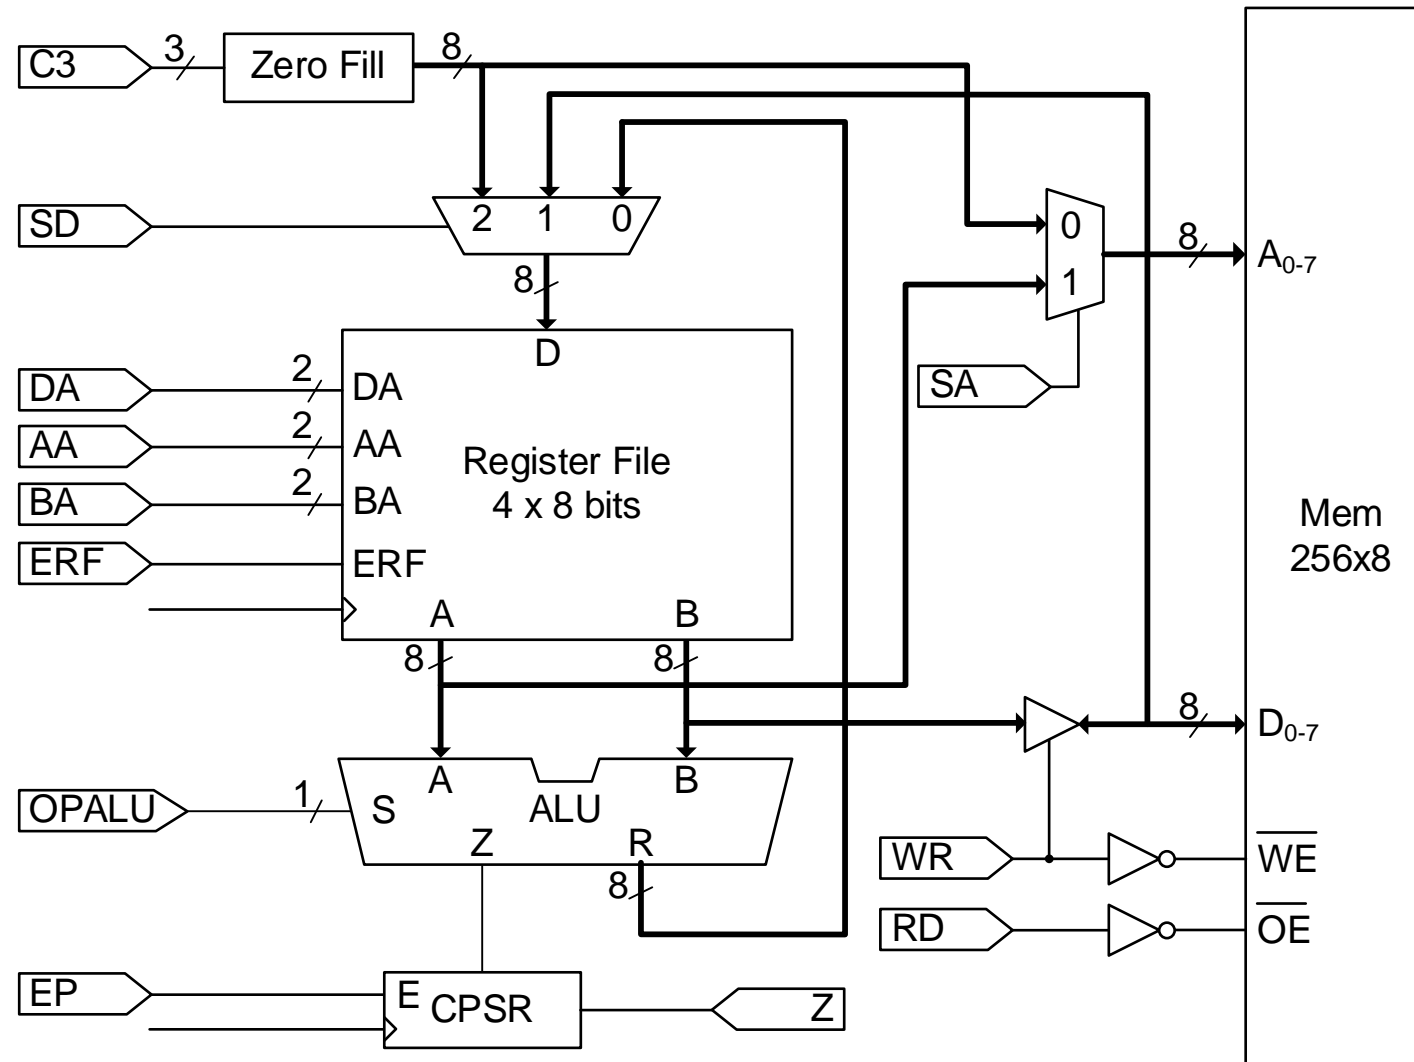 C3
3
Zero Fill
8
SD
2 1 0
8
0
1
8
A0-7
SA
D
DA
2
DA
AA
2
AA
BA
2
BA
ERF
ERF
Register File
4 x 8 bits
Mem
256x8
A
B
8
8
8
D0-7
A
B
OPALU
1
S
ALU
Z
R
8
WR
WE
RD
OE
EP
E
CPSR
Z